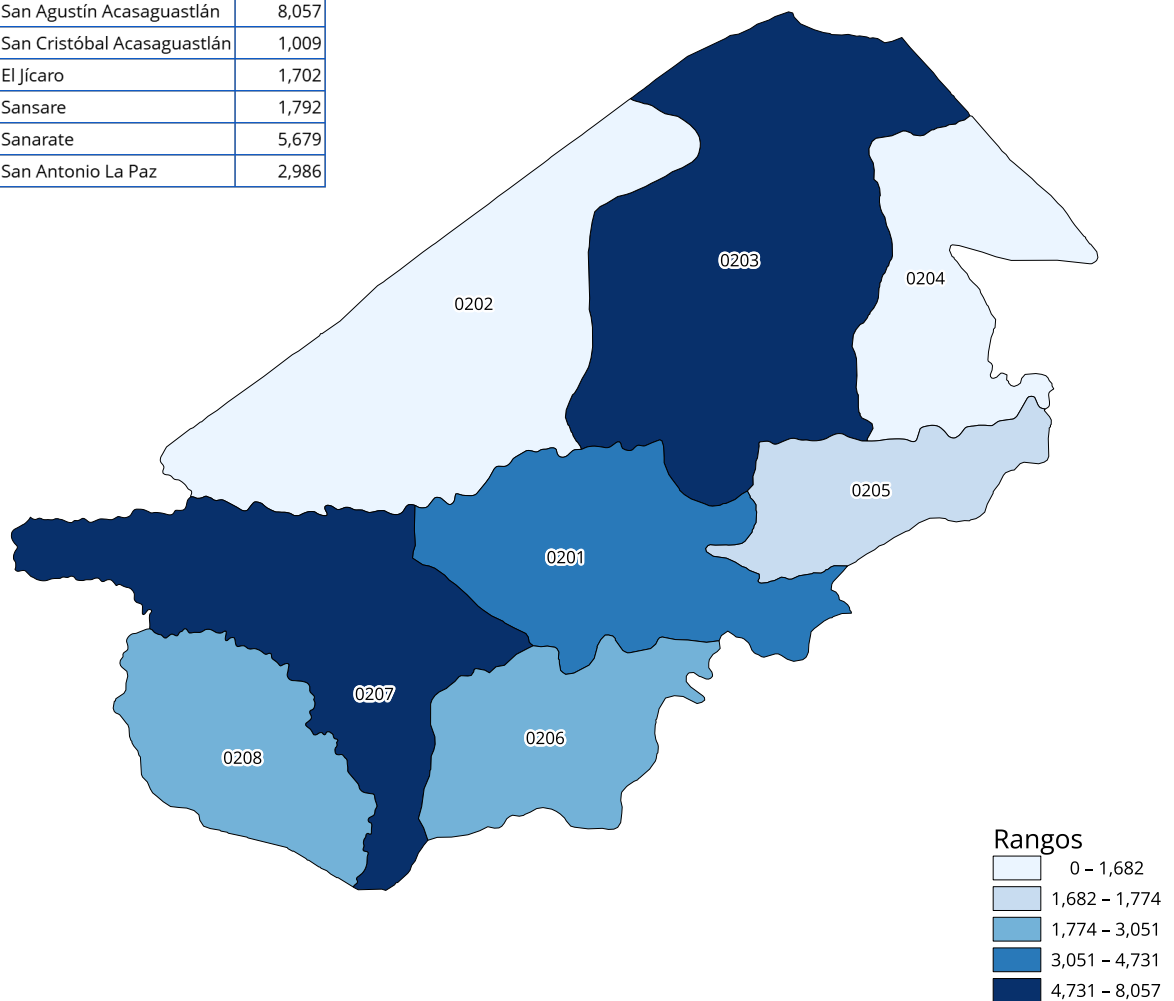 San Agustín Acasaguastlán 8,057
San Cristóbal Acasaguastlán 1,009
El Jícaro 1,702
Sansare 1,792
Sanarate 5,679
San Antonio La Paz 2,986
0203
0204
0202
0205
0201
0207
0206
0208
Rangos
0 – 1,682
1,682 – 1,774
1,774 – 3,051
3,051 – 4,731
4,731 – 8,057